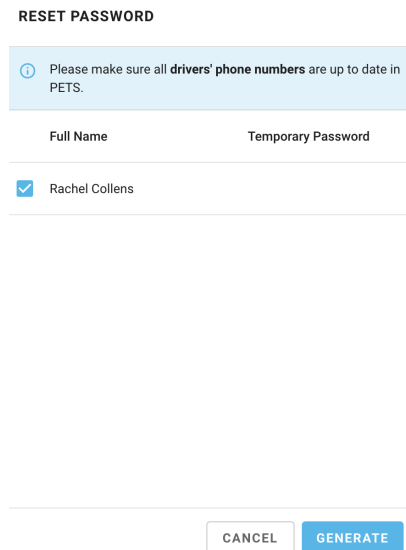 RESET PASSWORD
Please make sure all drivers' phone numbers are up to date in
PETS.
Full Name Temporary Password
Rachel Collens
CANCEL GENERATE